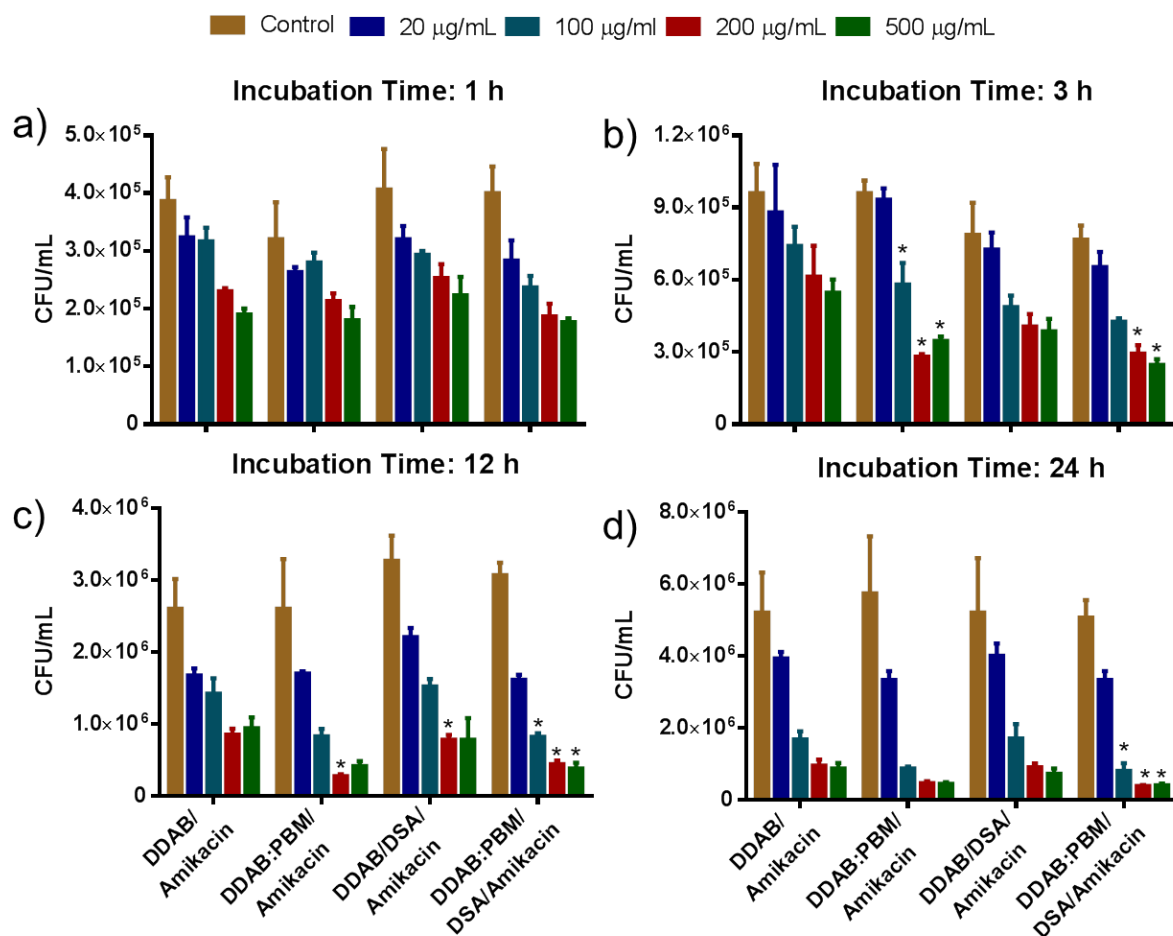 Control 20 μg/mL 100 μg/ml 200 μg/mL 500 μg/mL
Incubation Time: 1 h
a)
CFU/mL
5.0×10⁵
4.0×10⁵
3.0×10⁵
2.0×10⁵
1.0×10⁵
0
Incubation Time: 3 h
b)
CFU/mL
1.2×10⁶
9.0×10⁵
6.0×10⁵
3.0×10⁵
0
*
*
*
*
*
Incubation Time: 12 h
c)
CFU/mL
4.0×10⁶
3.0×10⁶
2.0×10⁶
1.0×10⁶
0
*
*
*
*
*
DDAB/
Amikacin
DDAB:PBM/
Amikacin
DDAB/DSA/
Amikacin
DDAB:PBM/
DSA/Amikacin
Incubation Time: 24 h
d)
CFU/mL
8.0×10⁶
6.0×10⁶
4.0×10⁶
2.0×10⁶
0
*
*
*
DDAB/
Amikacin
DDAB:PBM/
Amikacin
DDAB/DSA/
Amikacin
DDAB:PBM/
DSA/Amikacin